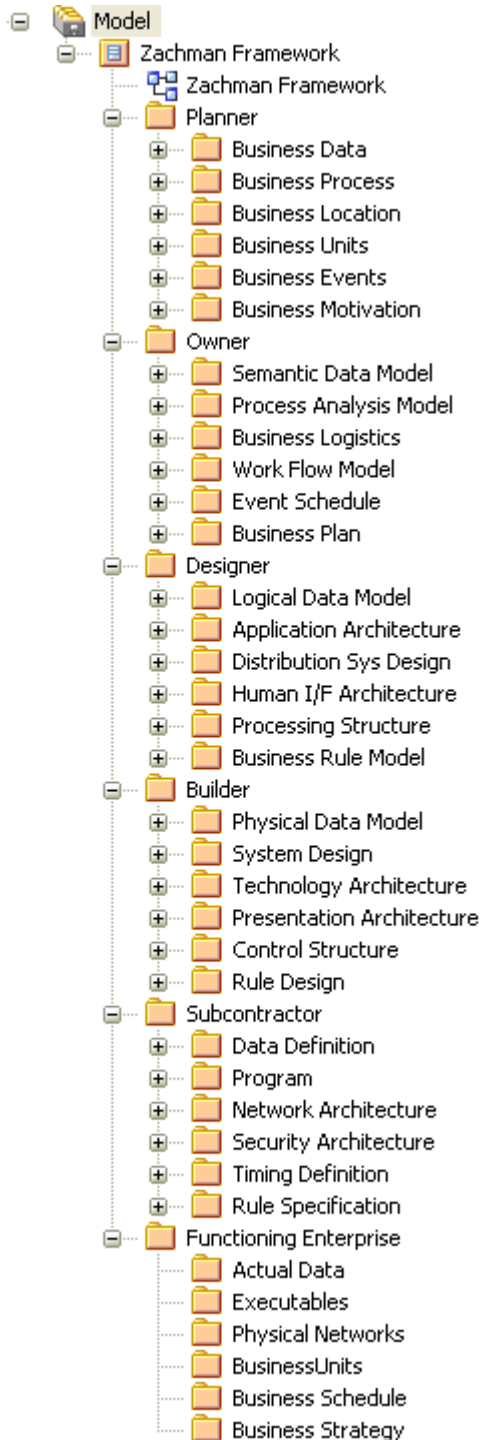 Model
Zachman Framework
Zachman Framework
Planner
Business Data
Business Process
Business Location
Business Units
Business Events
Business Motivation
Owner
Semantic Data Model
Process Analysis Model
Business Logistics
Work Flow Model
Event Schedule
Business Plan
Designer
Logical Data Model
Application Architecture
Distribution Sys Design
Human I/F Architecture
Processing Structure
Business Rule Model
Builder
Physical Data Model
System Design
Technology Architecture
Presentation Architecture
Control Structure
Rule Design
Subcontractor
Data Definition
Program
Network Architecture
Security Architecture
Timing Definition
Rule Specification
Functioning Enterprise
Actual Data
Executables
Physical Networks
BusinessUnits
Business Schedule
Business Strategy